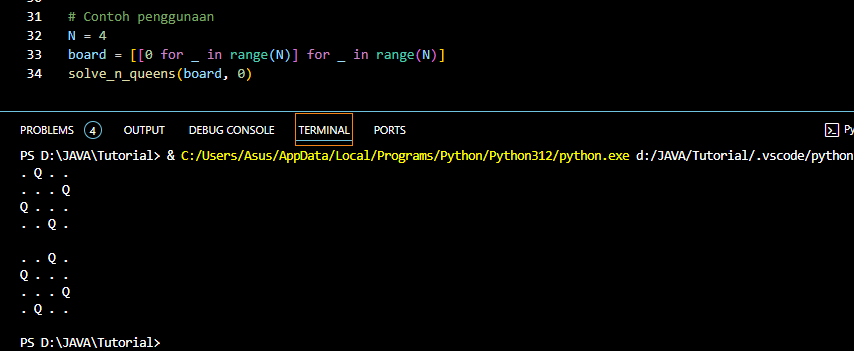 31 # Contoh penggunaan
32 N = 4
33 board = [[0 for _ in range(N)] for _ in range(N)]
34 solve_n_queens(board, 0)
PROBLEMS 4 OUTPUT DEBUG CONSOLE TERMINAL PORTS Py
PS D:\JAVA\Tutorial> & C:/Users/Asus/AppData/Local/Programs/Python/Python312/python.exe d:/JAVA/Tutorial/.vscode/python
. Q . .
. . . Q
Q . . .
. . Q .
. . Q .
Q . . .
. . . Q
. Q . .
PS D:\JAVA\Tutorial>